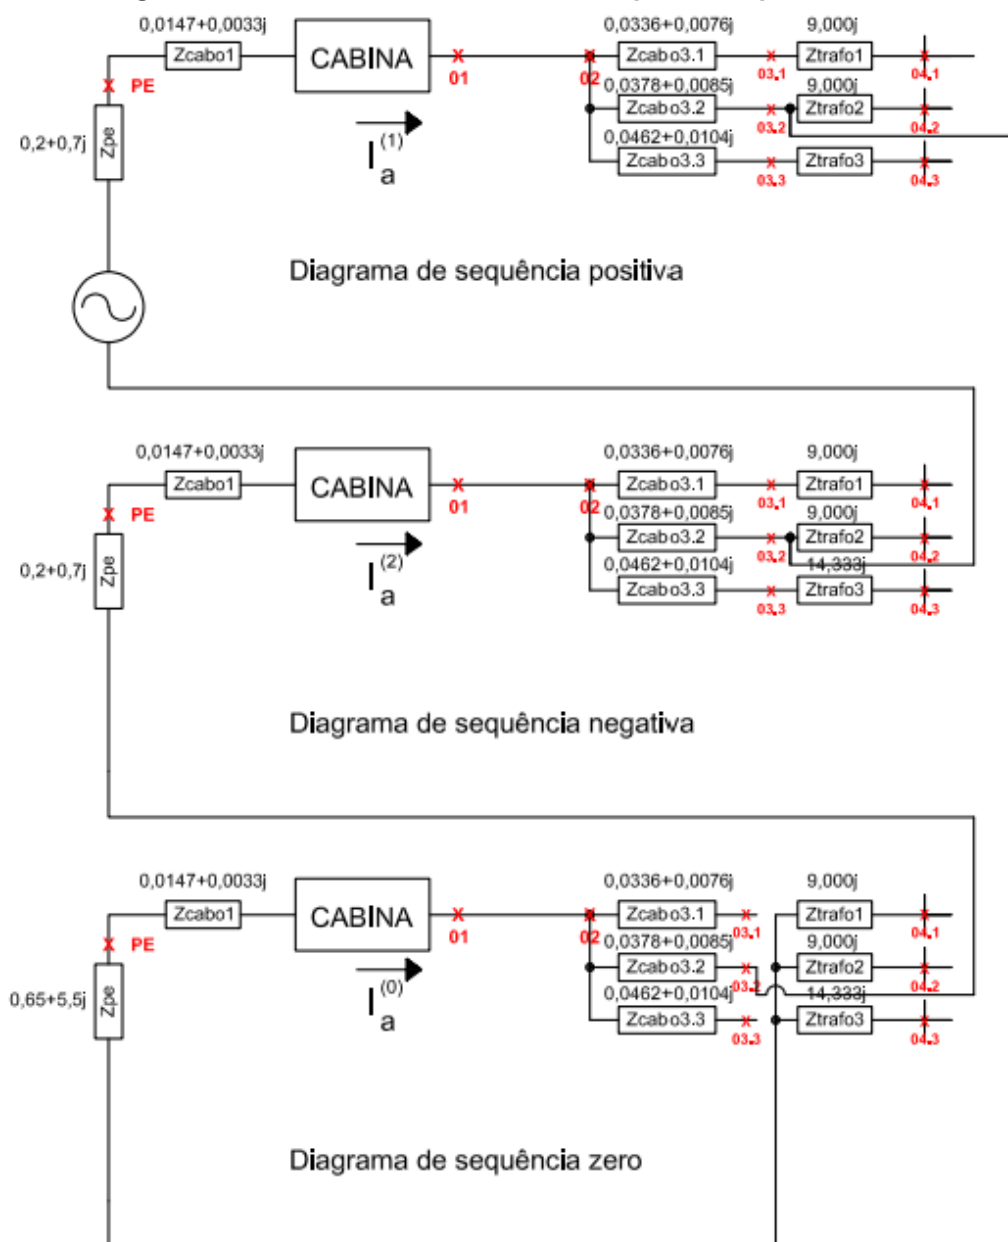 0,0147+0,0033j
0,0336+0,0076j
9,000j
Zcabo1
CABINA
Zcabo3.1
Ztrafo1
PE
01
02
03.1
04.1
0,0378+0,0085j
9,000j
Zcabo3.2
Ztrafo2
0,2+0,7j
Zpe
(1)
I
a
03.2
04.2
0,0462+0,0104j
Zcabo3.3
Ztrafo3
03.3
04.3
Diagrama de sequência positiva
0,0147+0,0033j
0,0336+0,0076j
9,000j
Zcabo1
CABINA
Zcabo3.1
Ztrafo1
PE
01
02
03.1
04.1
0,0378+0,0085j
9,000j
Zcabo3.2
Ztrafo2
0,2+0,7j
Zpe
(2)
I
a
03.2
04.2
0,0462+0,0104j
14,333j
Zcabo3.3
Ztrafo3
03.3
04.3
Diagrama de sequência negativa
0,0147+0,0033j
0,0336+0,0076j
9,000j
Zcabo1
CABINA
Zcabo3.1
Ztrafo1
PE
01
02
03.1
04.1
0,0378+0,0085j
9,000j
Zcabo3.2
Ztrafo2
0,65+5,5j
Zpe
(0)
I
a
03.2
04.2
0,0462+0,0104j
14,333j
Zcabo3.3
Ztrafo3
03.3
04.3
Diagrama de sequência zero